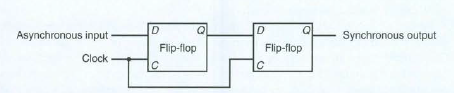 D Q D Q
Asynchronous input Synchronous output
Flip-flop Flip-flop
Clock
C C